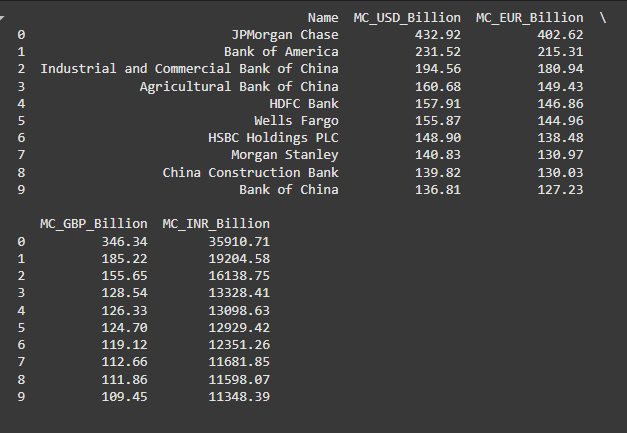 Name MC_USD_Billion MC_EUR_Billion \
0 JPMorgan Chase 432.92 402.62
1 Bank of America 231.52 215.31
2 Industrial and Commercial Bank of China 194.56 180.94
3 Agricultural Bank of China 160.68 149.43
4 HDFC Bank 157.91 146.86
5 Wells Fargo 155.87 144.96
6 HSBC Holdings PLC 148.90 138.48
7 Morgan Stanley 140.83 130.97
8 China Construction Bank 139.82 130.03
9 Bank of China 136.81 127.23
MC_GBP_Billion MC_INR_Billion
0 346.34 35910.71
1 185.22 19204.58
2 155.65 16138.75
3 128.54 13328.41
4 126.33 13098.63
5 124.70 12929.42
6 119.12 12351.26
7 112.66 11681.85
8 111.86 11598.07
9 109.45 11348.39